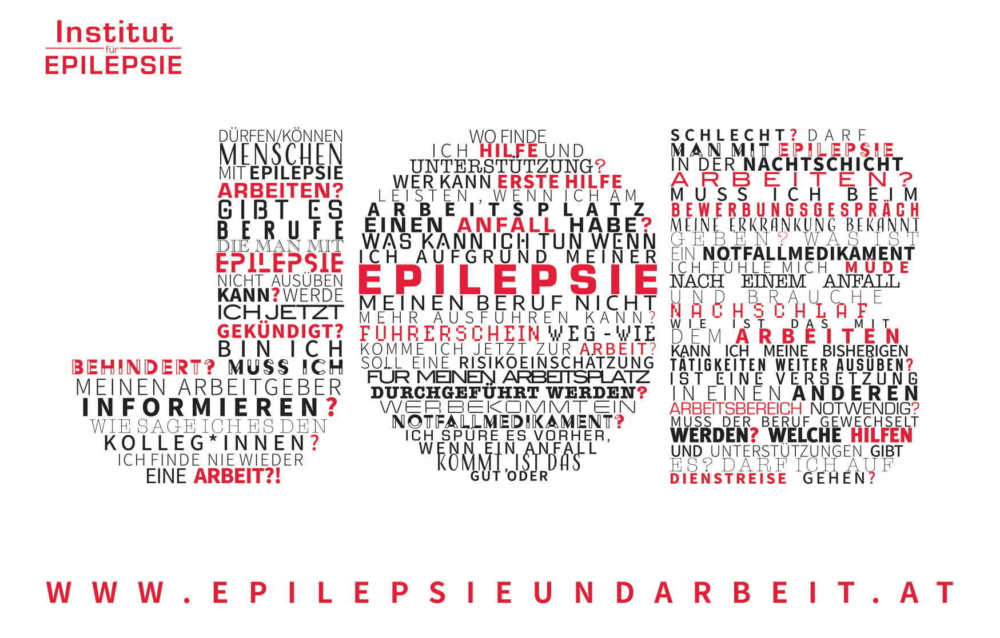 Institut
für
EPILEPSIE
DÜRFEN/KÖNNEN
MENSCHEN
MIT EPILEPSIE
ARBEITEN?
GIBT ES
BERUFE
DIE MAN MIT
EPILEPSIE
NICHT AUSÜBEN
KANN? WERDE
ICH JETZT
GEKÜNDIGT?
BIN ICH
BEHINDERT? MUSS ICH
MEINEN ARBEITGEBER
INFORMIEREN?
WIE SAGE ICH ES DEN
KOLLEG*INNEN?
ICH FINDE NIE WIEDER
EINE ARBEIT?!
WO FINDE
ICH HILFE UND
UNTERSTÜTZUNG?
WER KANN ERSTE HILFE
LEISTEN, WENN ICH AM
ARBEITSPLATZ
EINEN ANFALL HABE?
WAS KANN ICH TUN WENN
ICH AUFGRUND MEINER
EPILEPSIE
MEINEN BERUF NICHT
MEHR AUSFÜHREN KANN?
FÜHRERSCHEIN WEG - WIE
KOMME ICH JETZT ZUR ARBEIT?
SOLL EINE RISIKOEINSCHÄTZUNG
FÜR MEINEN ARBEITSPLATZ
DURCHGEFÜHRT WERDEN?
WER BEKOMMT EIN
NOTFALLMEDIKAMENT?
ICH SPÜRE ES VORHER,
WENN EIN ANFALL
KOMMT, IST DAS
GUT ODER
SCHLECHT? DARF
MAN MIT EPILEPSIE
IN DER NACHTSCHICHT
ARBEITEN?
MUSS ICH BEIM
BEWERBUNGSGESPRÄCH
MEINE ERKRANKUNG BEKANNT
GEBEN? WAS IST
EIN NOTFALLMEDIKAMENT
ICH FÜHLE MICH MÜDE
NACH EINEM ANFALL
UND BRAUCHE
NACHSCHLAF
WIE IST DAS MIT
DEM ARBEITEN
KANN ICH MEINE BISHERIGEN
TÄTIGKEITEN WEITER AUSÜBEN?
IST EINE VERSETZUNG
IN EINEN ANDEREN
ARBEITSBEREICH NOTWENDIG?
MUSS DER BERUF GEWECHSELT
WERDEN? WELCHE HILFEN
UND UNTERSTÜTZUNGEN GIBT
ES? DARF ICH AUF
DIENSTREISE GEHEN?
WWW.EPILEPSIEUNDARBEIT.AT